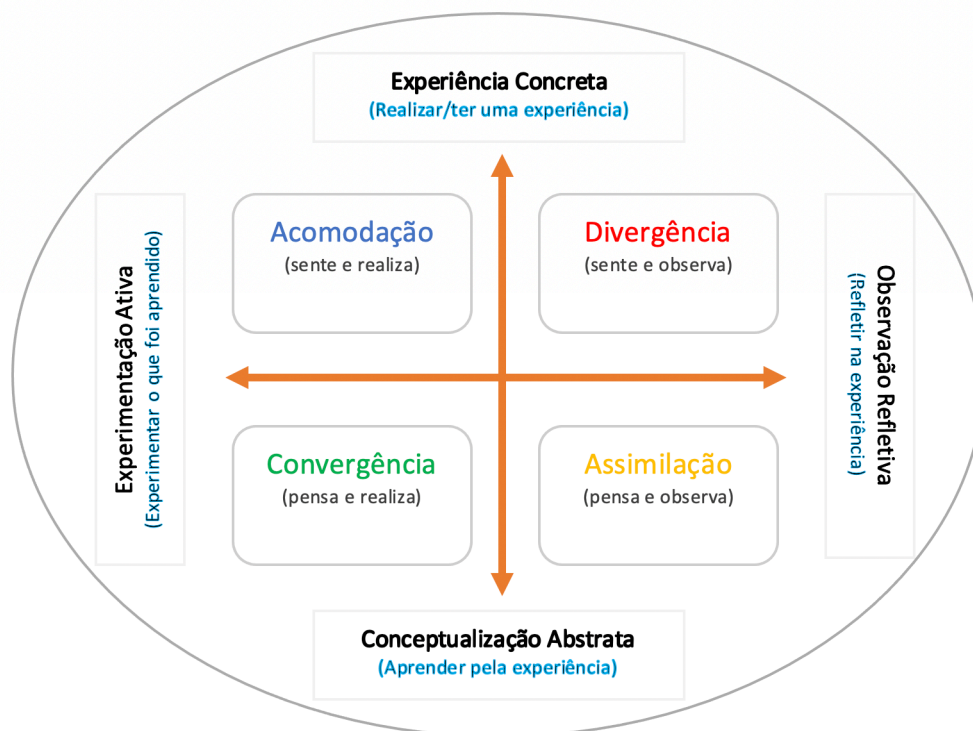 Experiência Concreta
(Realizar/ter uma experiência)
Acomodação
(sente e realiza)
Divergência
(sente e observa)
Experimentação Ativa
(Experimentar o que foi aprendido)
Observação Refletiva
(Refletir na experiência)
Convergência
(pensa e realiza)
Assimilação
(pensa e observa)
Conceptualização Abstrata
(Aprender pela experiência)